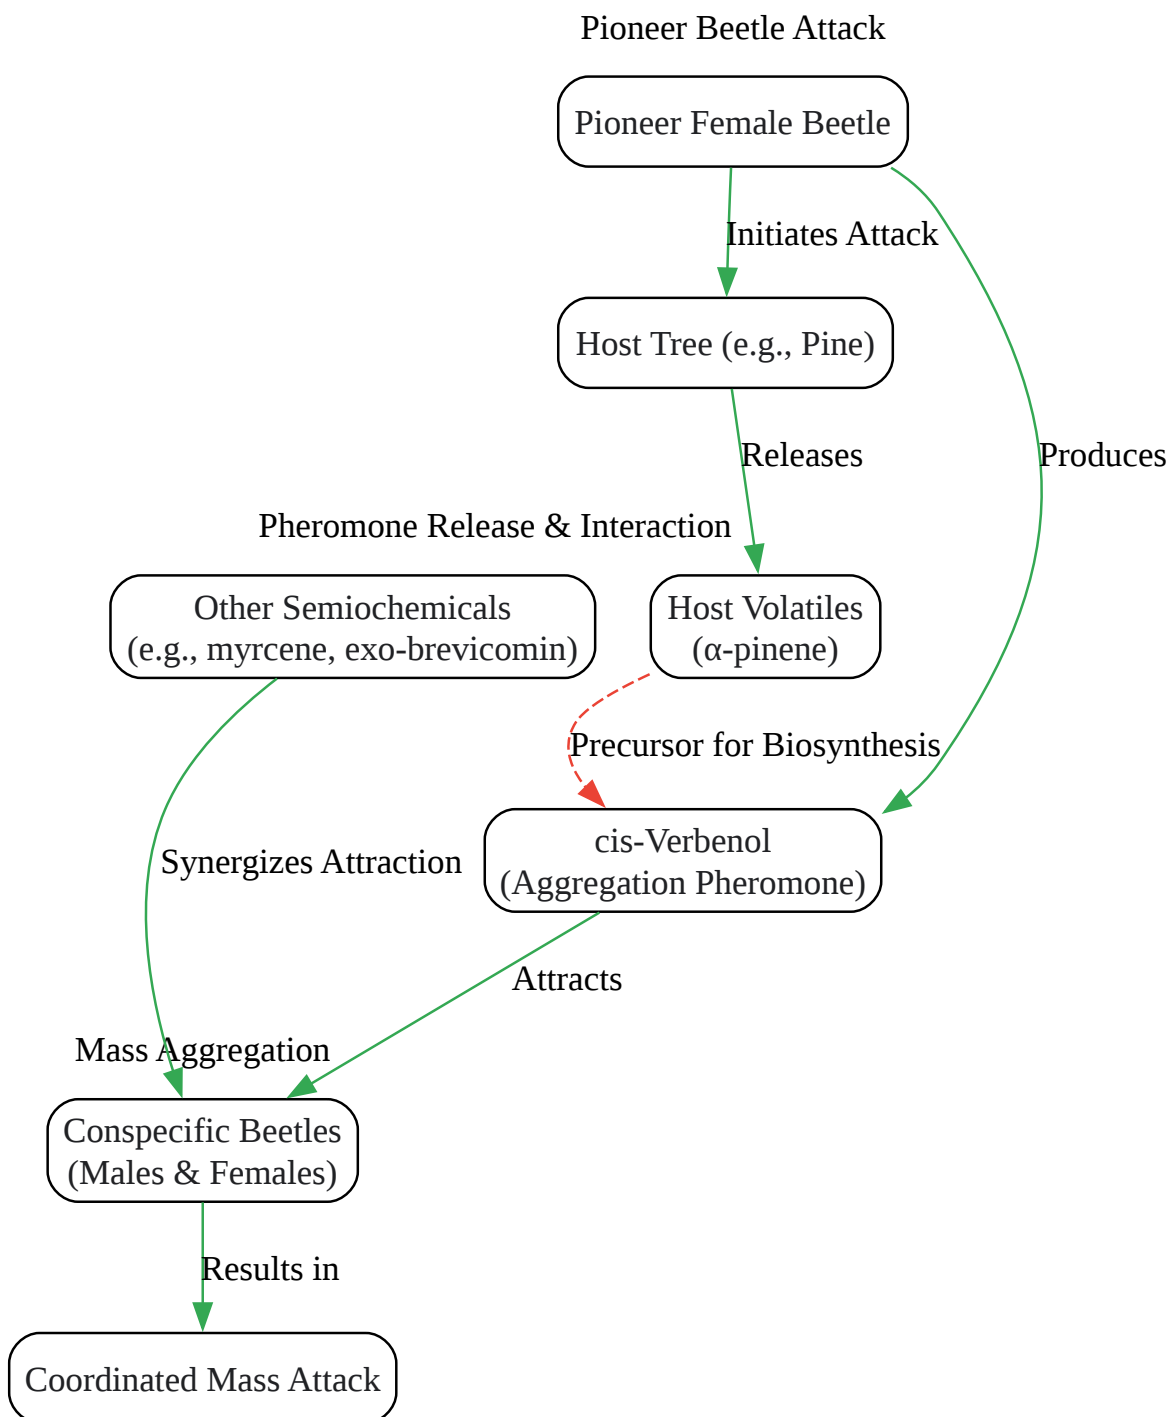 Pioneer Beetle Attack
Pioneer Female Beetle
Initiates Attack
Host Tree (e.g., Pine)
Releases
Produces
Pheromone Release & Interaction
Other Semiochemicals
(e.g., myrcene, exo-brevicomin)
Host Volatiles
(α-pinene)
Precursor for Biosynthesis
cis-Verbenol
(Aggregation Pheromone)
Synergizes Attraction
Attracts
Mass Aggregation
Conspecific Beetles
(Males & Females)
Results in
Coordinated Mass Attack